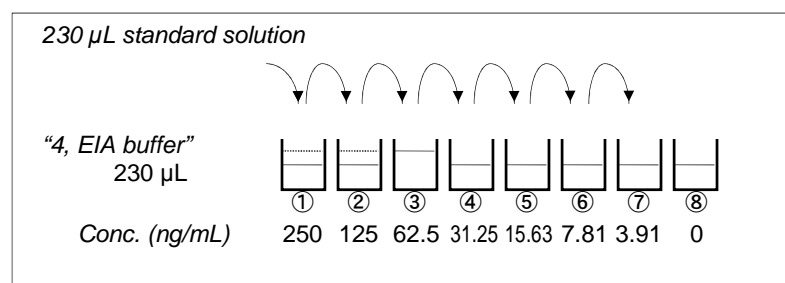 230 µL standard solution
“4, EIA buffer”
230 µL
① ② ③ ④ ⑤ ⑥ ⑦ ⑧
Conc. (ng/mL) 250 125 62.5 31.25 15.63 7.81 3.91 0